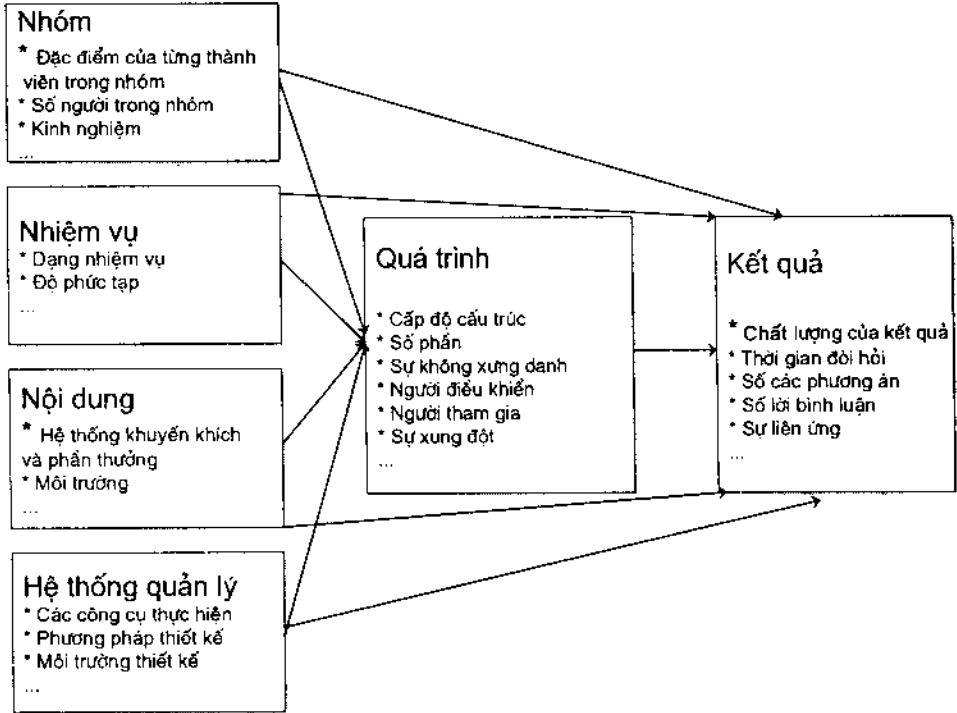 Nhóm
* Đặc điểm của từng thành
viên trong nhóm
* Số người trong nhóm
* Kinh nghiệm
...
Nhiệm vụ
* Dạng nhiệm vụ
* Độ phức tạp
...
Nội dung
* Hệ thống khuyến khích
và phần thưởng
* Môi trường
...
Hệ thống quản lý
* Các công cụ thực hiện
* Phương pháp thiết kế
* Môi trường thiết kế
...
Quá trình
* Cấp độ cấu trúc
* Số phần
* Sự không xưng danh
* Người điều khiển
* Người tham gia
* Sự xung đột
...
Kết quả
* Chất lượng của kết quả
* Thời gian đòi hỏi
* Số các phương án
* Số lời bình luận
* Sự liên ứng
...